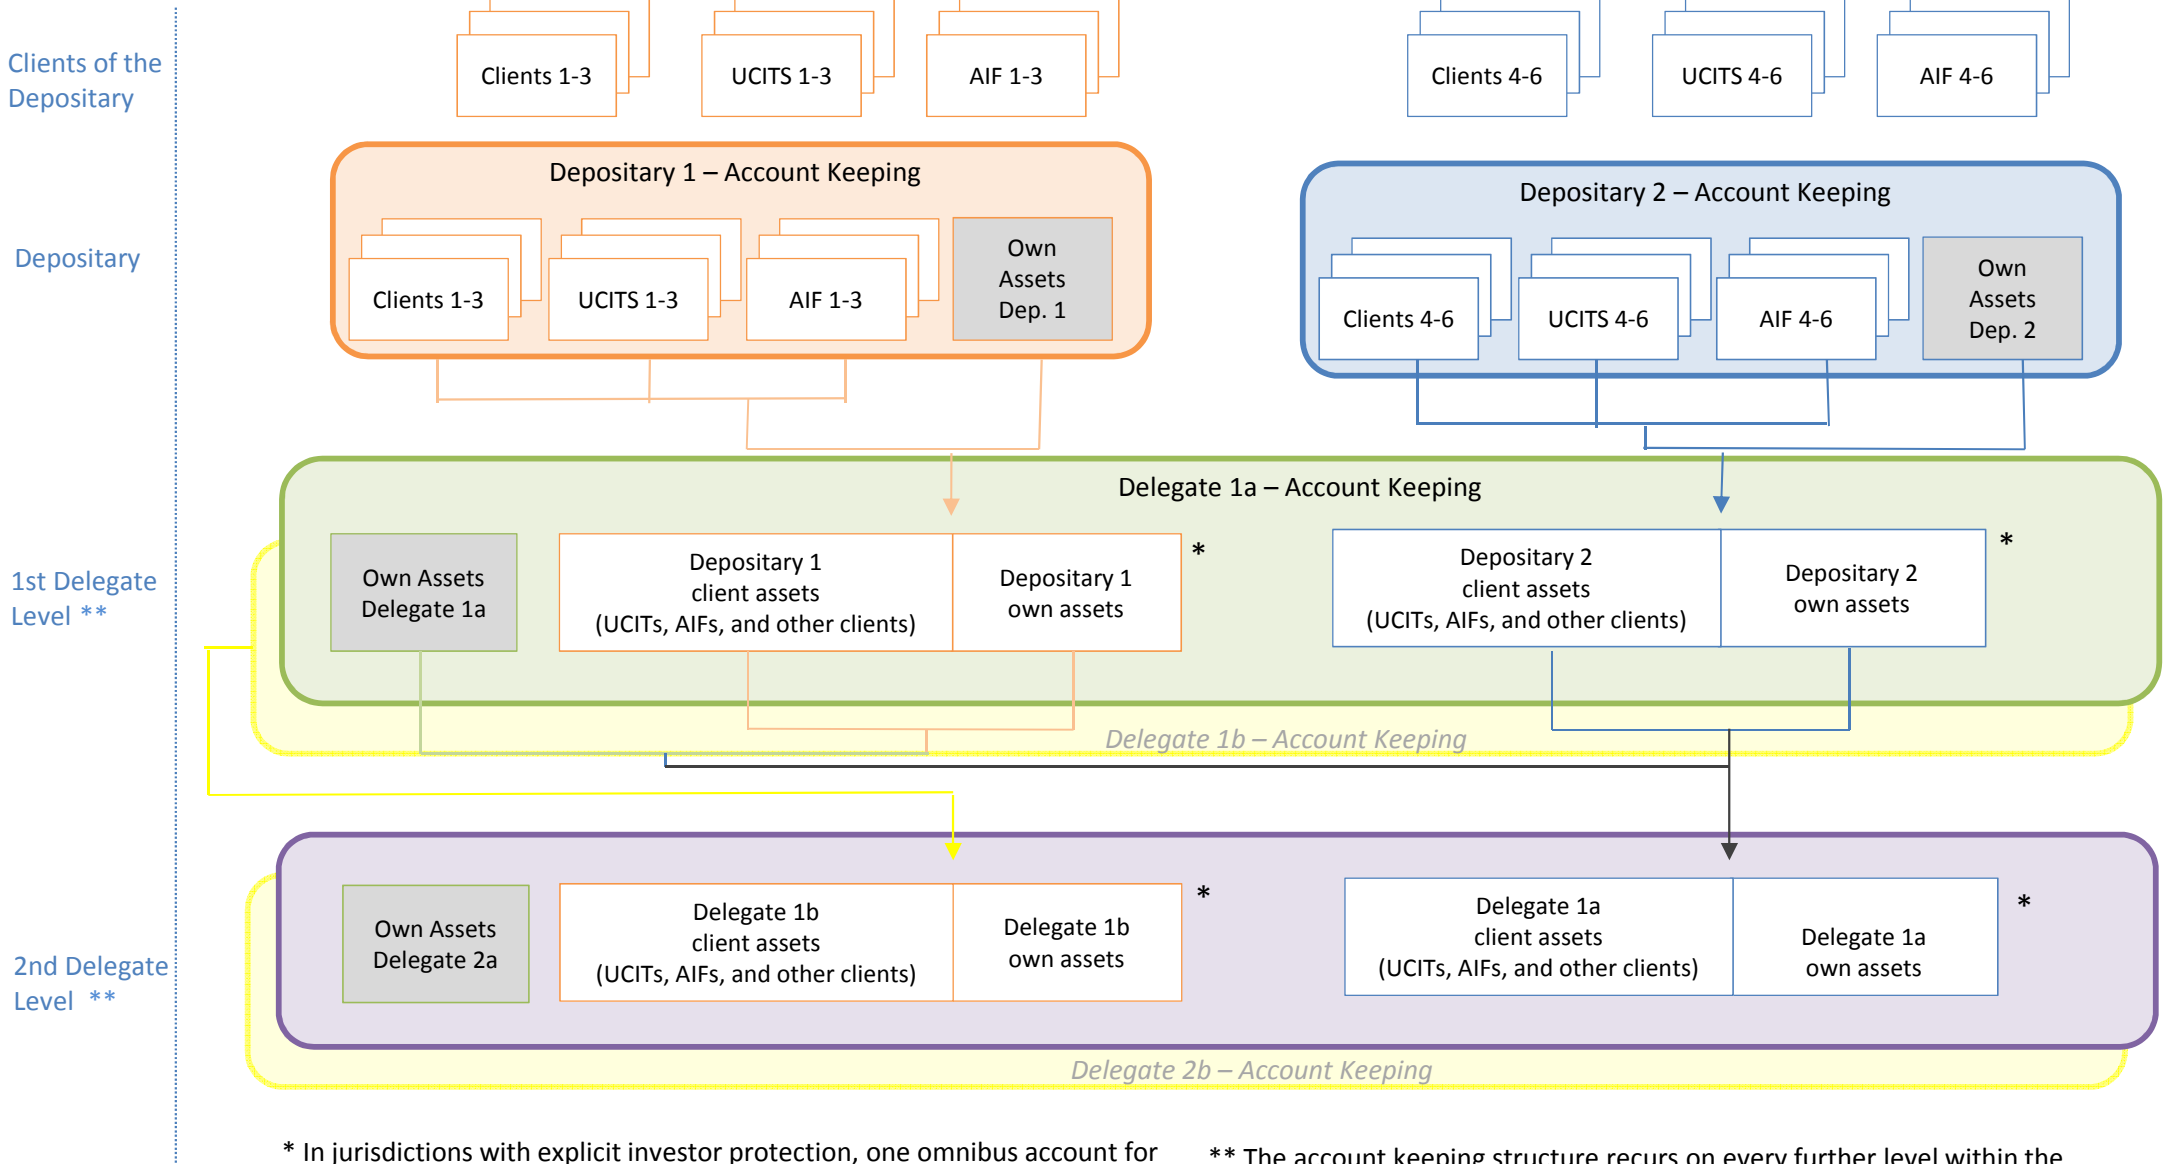 Clients of the
Depositary
Clients 1-3
UCITS 1-3
AIF 1-3
Clients 4-6
UCITS 4-6
AIF 4-6
Depositary
Depositary 1 – Account Keeping
Clients 1-3
UCITS 1-3
AIF 1-3
Own
Assets
Dep. 1
Depositary 2 – Account Keeping
Clients 4-6
UCITS 4-6
AIF 4-6
Own
Assets
Dep. 2
1st Delegate
Level **
Delegate 1a – Account Keeping
Own Assets
Delegate 1a
Depositary 1
client assets
(UCITs, AIFs, and other clients)
Depositary 1
own assets
*
Depositary 2
client assets
(UCITs, AIFs, and other clients)
Depositary 2
own assets
*
Delegate 1b – Account Keeping
2nd Delegate
Level **
Own Assets
Delegate 2a
Delegate 1b
client assets
(UCITs, AIFs, and other clients)
Delegate 1b
own assets
*
Delegate 1a
client assets
(UCITs, AIFs, and other clients)
Delegate 1a
own assets
*
Delegate 2b – Account Keeping
* In jurisdictions with explicit investor protection, one omnibus account for
** The account keeping structure recurs on every further level within the